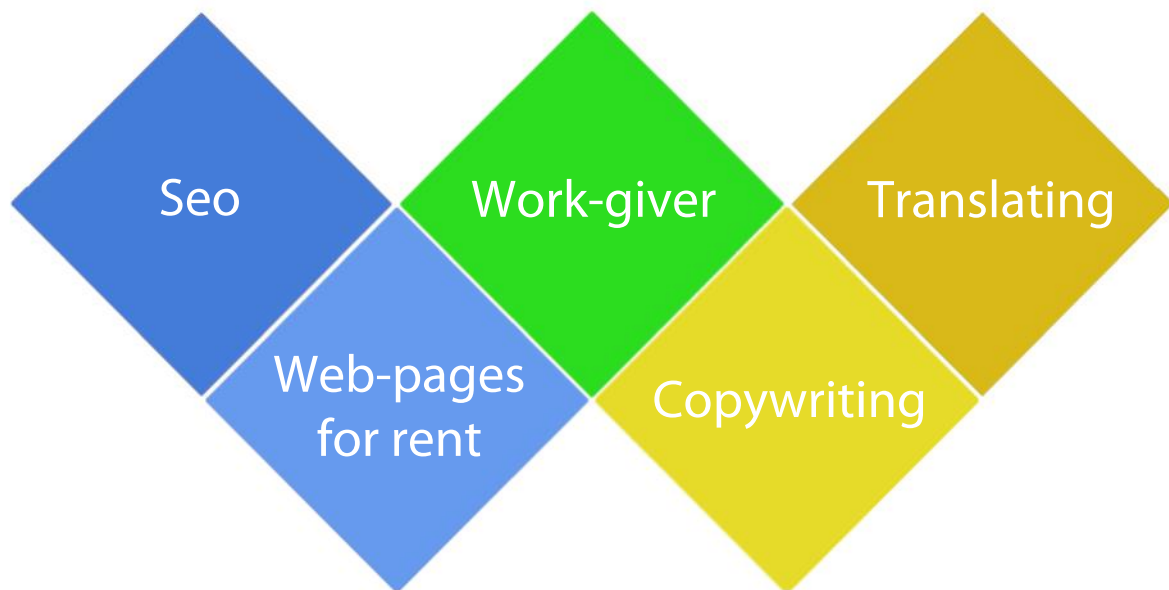 Seo
Work-giver
Translating
Web-pages
for rent
Copywriting